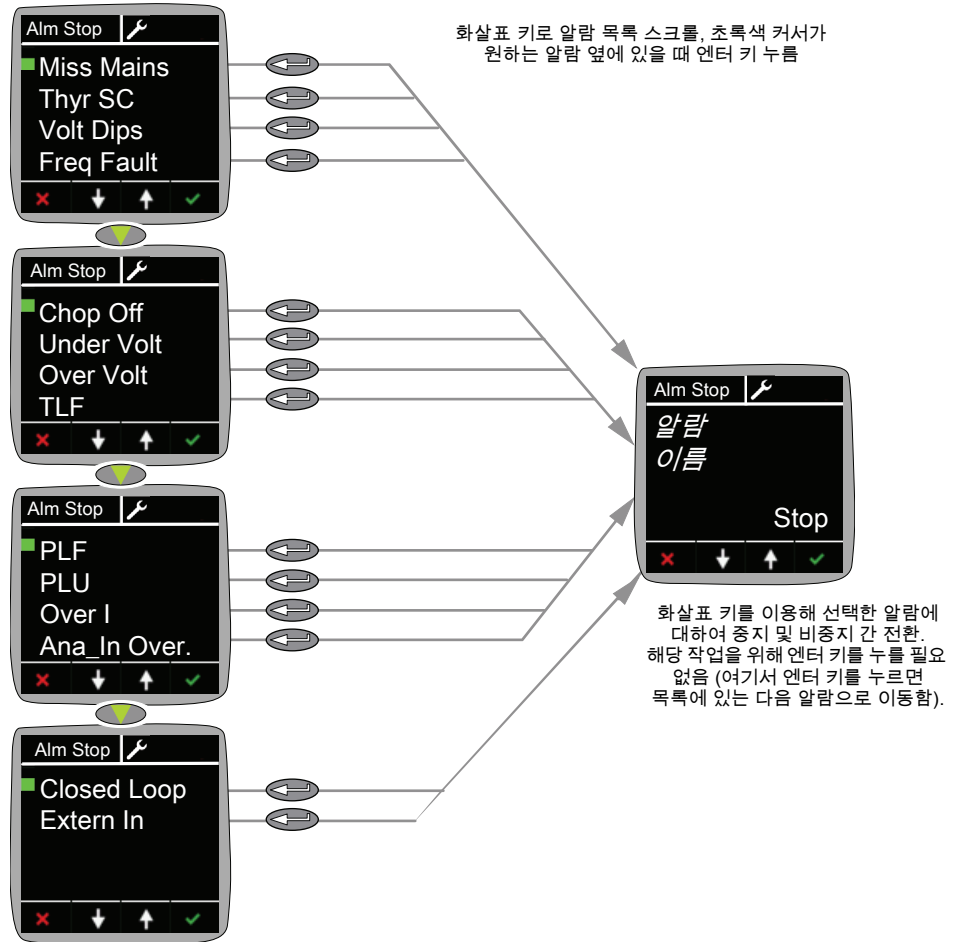 Alm Stop
Miss Mains
Thyr SC
Volt Dips
Freq Fault
화살표 키로 알람 목록 스크롤, 초록색 커서가
원하는 알람 옆에 있을 때 엔터 키 누름
Alm Stop
Chop Off
Under Volt
Over Volt
TLF
Alm Stop
PLF
PLU
Over I
Ana_In Over.
Alm Stop
Closed Loop
Extern In
Alm Stop
알람
이름
Stop
화살표 키를 이용해 선택한 알람에
대하여 중지 및 비중지 간 전환.
해당 작업을 위해 엔터 키를 누를 필요
없음 (여기서 엔터 키를 누르면
목록에 있는 다음 알람으로 이동함).